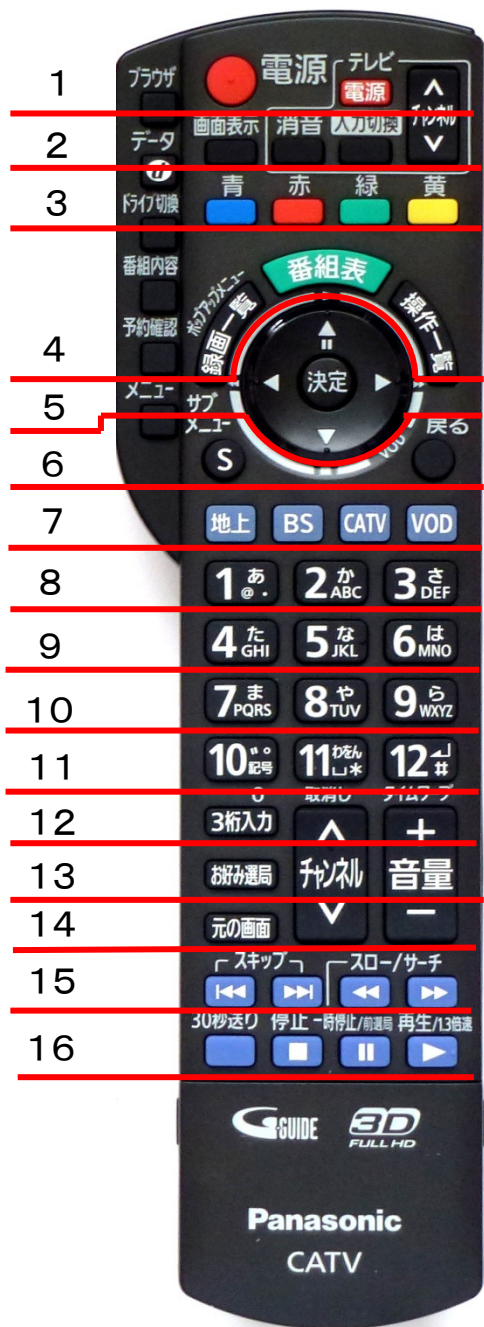 1 ブラウザ 電源 テレビ 電源 チャンネル
2 データ 画面表示 消音 入力切換
3 ドライブ切換 青 赤 緑 黄
番組内容 ポップアップメニュー 録画一覧 番組表 操作一覧
4 予約確認 決定
5 メニュー サブメニュー 戻る
6 S VOD
7 地上 BS CATV VOD
8 1 あ @. 2 か ABC 3 さ DEF
9 4 た GHI 5 な JKL 6 は MNO
10 7 ま PQRS 8 や TUV 9 ら WXYZ
11 10 ゛゜ 記号 11 わをん ␣* 12 ↲ #
0 取消し タイムワープ
12 3桁入力 + 
13 お好み選局 チャンネル 音量
14 元の画面 −
15 スキップ スロー/サーチ
30秒送り 停止 一時停止/前選局 再生/1.3倍速
16
G-GUIDE 3D FULL HD
Panasonic
CATV